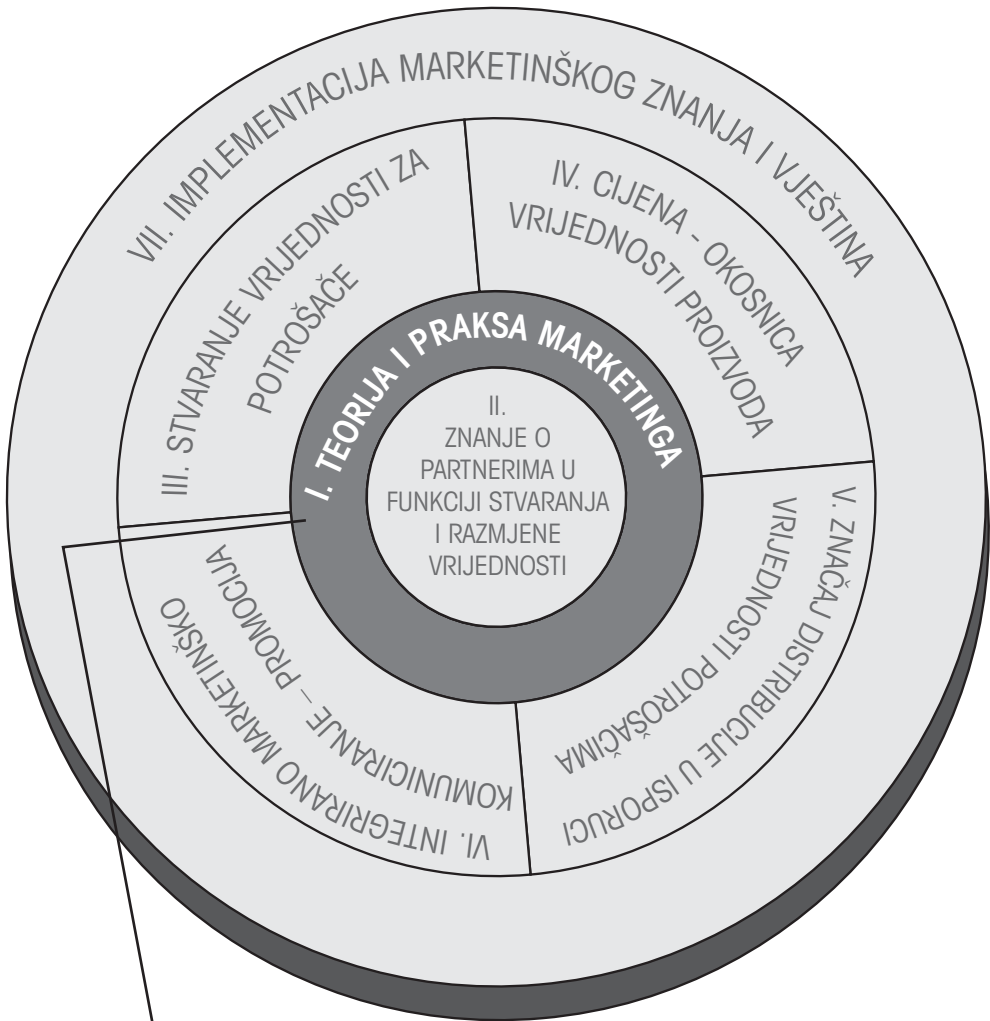 VII. IMPLEMENTACIJA MARKETINŠKOG ZNANJA I VJEŠTINA
III. STVARANJE VRIJEDNOSTI ZA
POTROŠAČE
IV. CIJENA - OKOSNICA
VRIJEDNOSTI PROIZVODA
I. TEORIJA I PRAKSA MARKETINGA
II.
ZNANJE O
PARTNERIMA U
FUNKCIJI STVARANJA
I RAZMJENE
VRIJEDNOSTI
V. ZNAČAJ DISTRIBUCIJE U ISPORUCI
VRIJEDNOSTI POTROŠAČIMA
VI. INTEGRIRANO MARKETINŠKO
KOMUNICIRANJE – PROMOCIJA